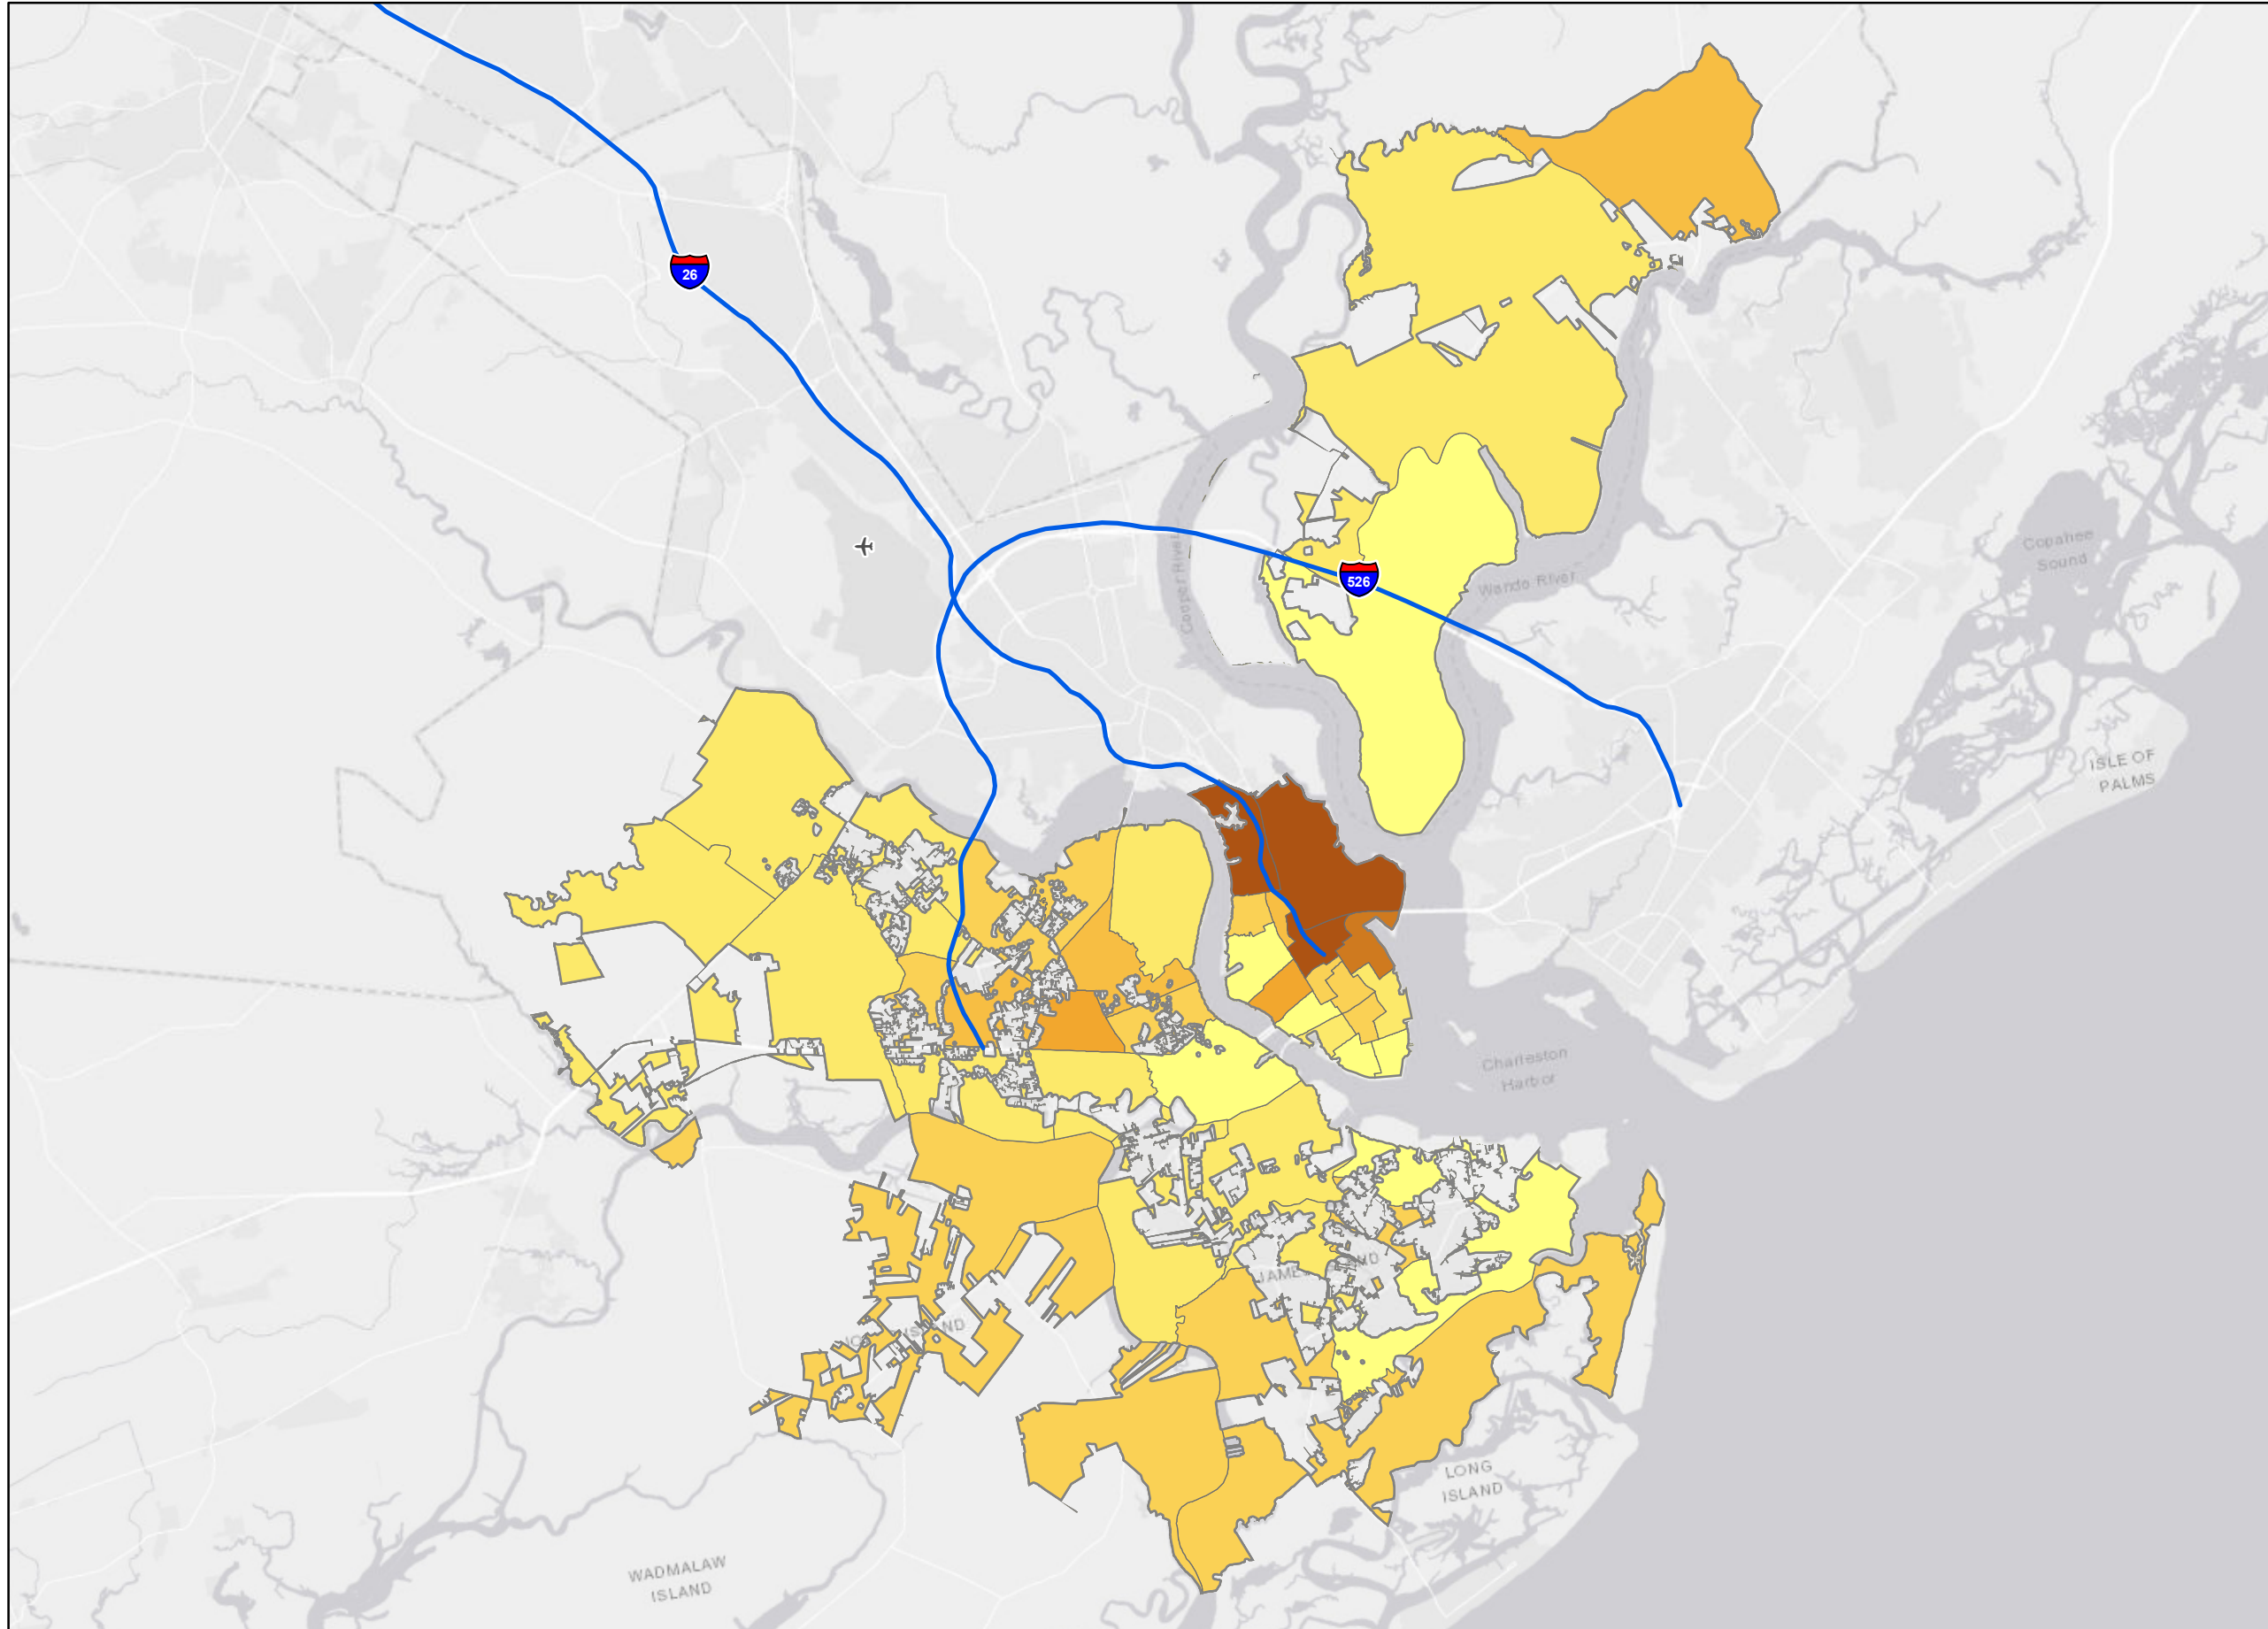 26
Copahee
Sound
Cooper River
526
Wando River
ISLE OF
PALMS
Charleston
Harbor
LONG
ISLAND
WADMALAW
ISLAND